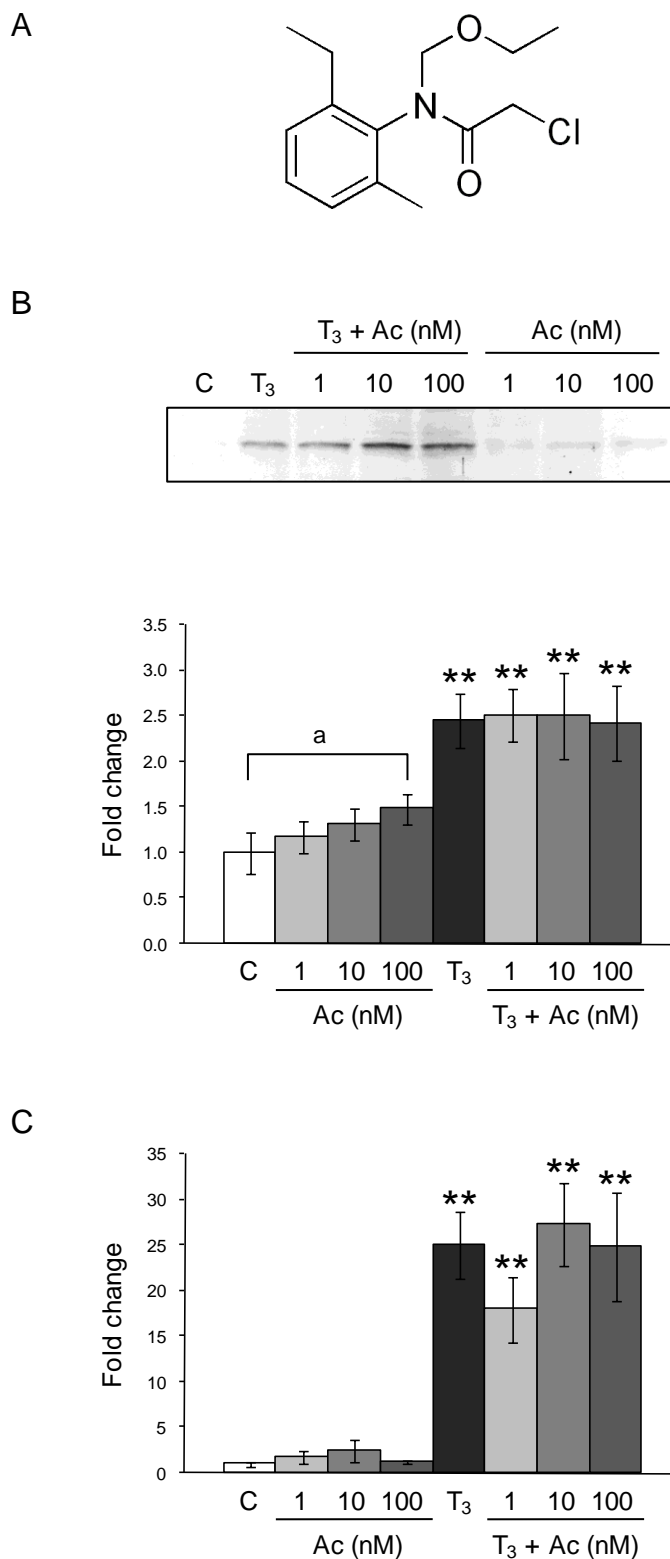 A
O
N
Cl
O
B
T3 + Ac (nM) Ac (nM)
C T3 1 10 100 1 10 100
3.5
3.0
2.5
2.0
1.5
1.0
0.5
0.0
Fold change
a
** ** ** **
C 1 10 100 T3 1 10 100
Ac (nM) T3 + Ac (nM)
C
35
30
25
20
15
10
5
0
Fold change
** ** ** **
C 1 10 100 T3 1 10 100
Ac (nM) T3 + Ac (nM)